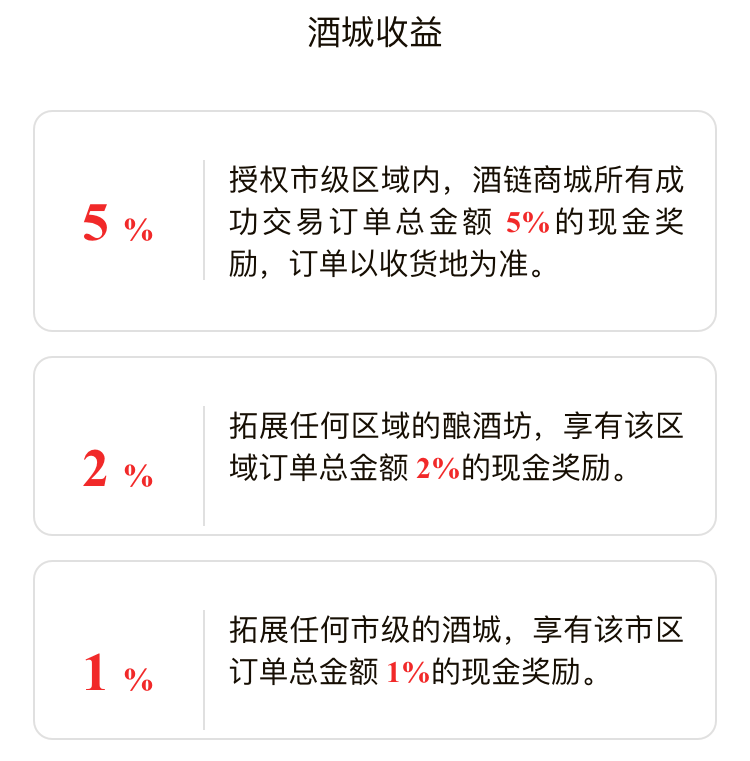 酒城收益
5 %
授权市级区域内，酒链商城所有成
功交易订单总金额 5%的现金奖
励，订单以收货地为准。
2 %
拓展任何区域的酿酒坊，享有该区
域订单总金额 2%的现金奖励。
1 %
拓展任何市级的酒城，享有该市区
订单总金额 1%的现金奖励。